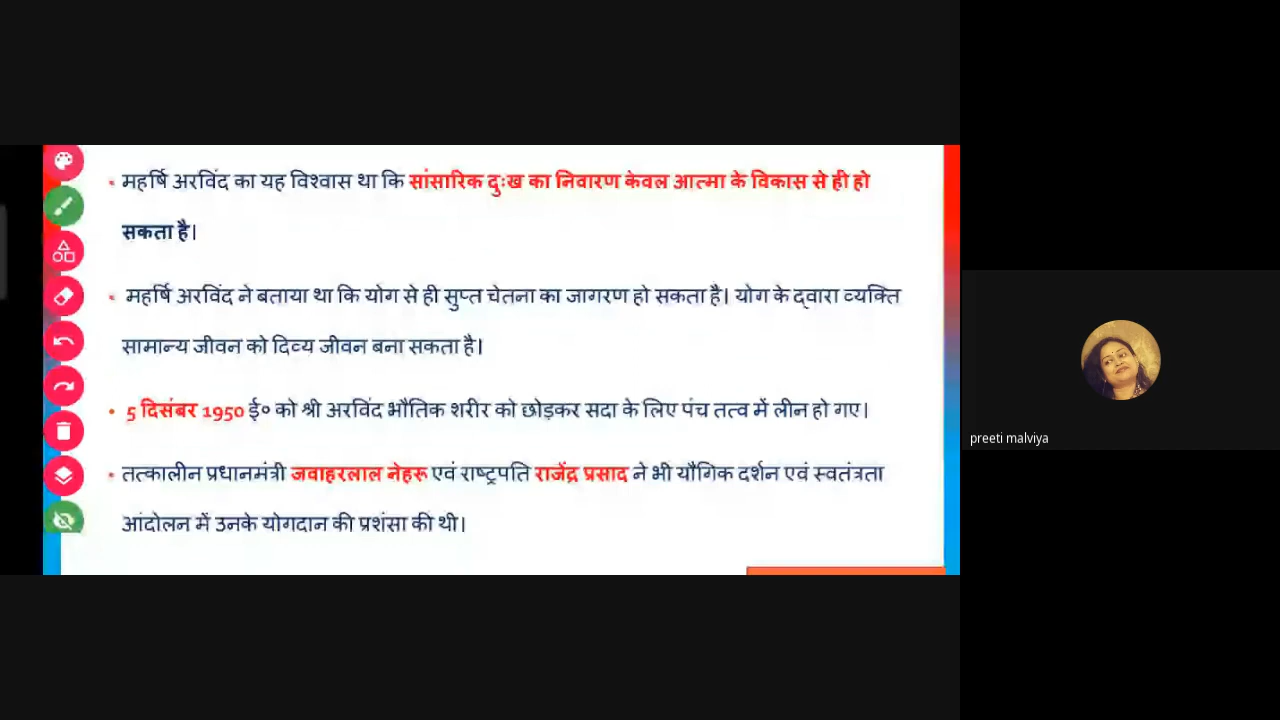 • महर्षि अरविंद का यह विश्वास था कि सांसारिक दुःख का निवारण केवल आत्मा के विकास से ही हो
सकता है।
• महर्षि अरविंद ने बताया था कि योग से ही सुप्त चेतना का जागरण हो सकता है। योग के द्वारा व्यक्ति
सामान्य जीवन को दिव्य जीवन बना सकता है।
• 5 दिसंबर 1950 ई० को श्री अरविंद भौतिक शरीर को छोड़कर सदा के लिए पंच तत्व में लीन हो गए।
• तत्कालीन प्रधानमंत्री जवाहरलाल नेहरू एवं राष्ट्रपति राजेंद्र प्रसाद ने भी यौगिक दर्शन एवं स्वतंत्रता
आंदोलन में उनके योगदान की प्रशंसा की थी।
preeti malviya